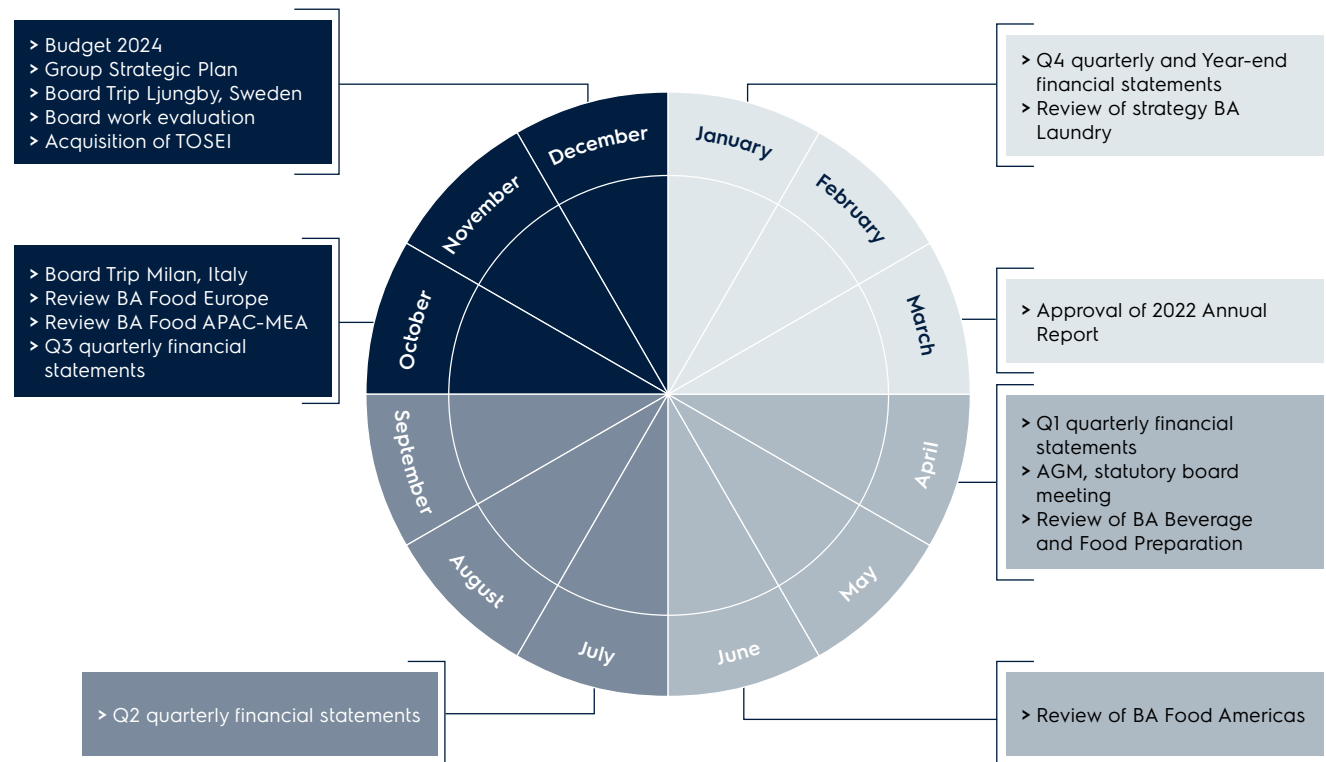 > Budget 2024
> Group Strategic Plan
> Board Trip Ljungby, Sweden
> Board work evaluation
> Acquisition of TOSEI
> Q4 quarterly and Year-end
financial statements
> Review of strategy BA
Laundry
> Board Trip Milan, Italy
> Review BA Food Europe
> Review BA Food APAC-MEA
> Q3 quarterly financial
statements
> Approval of 2022 Annual
Report
> Q1 quarterly financial
statements
> AGM, statutory board
meeting
> Review of BA Beverage
and Food Preparation
> Q2 quarterly financial statements
> Review of BA Food Americas
January
February
March
April
May
June
July
August
September
October
November
December